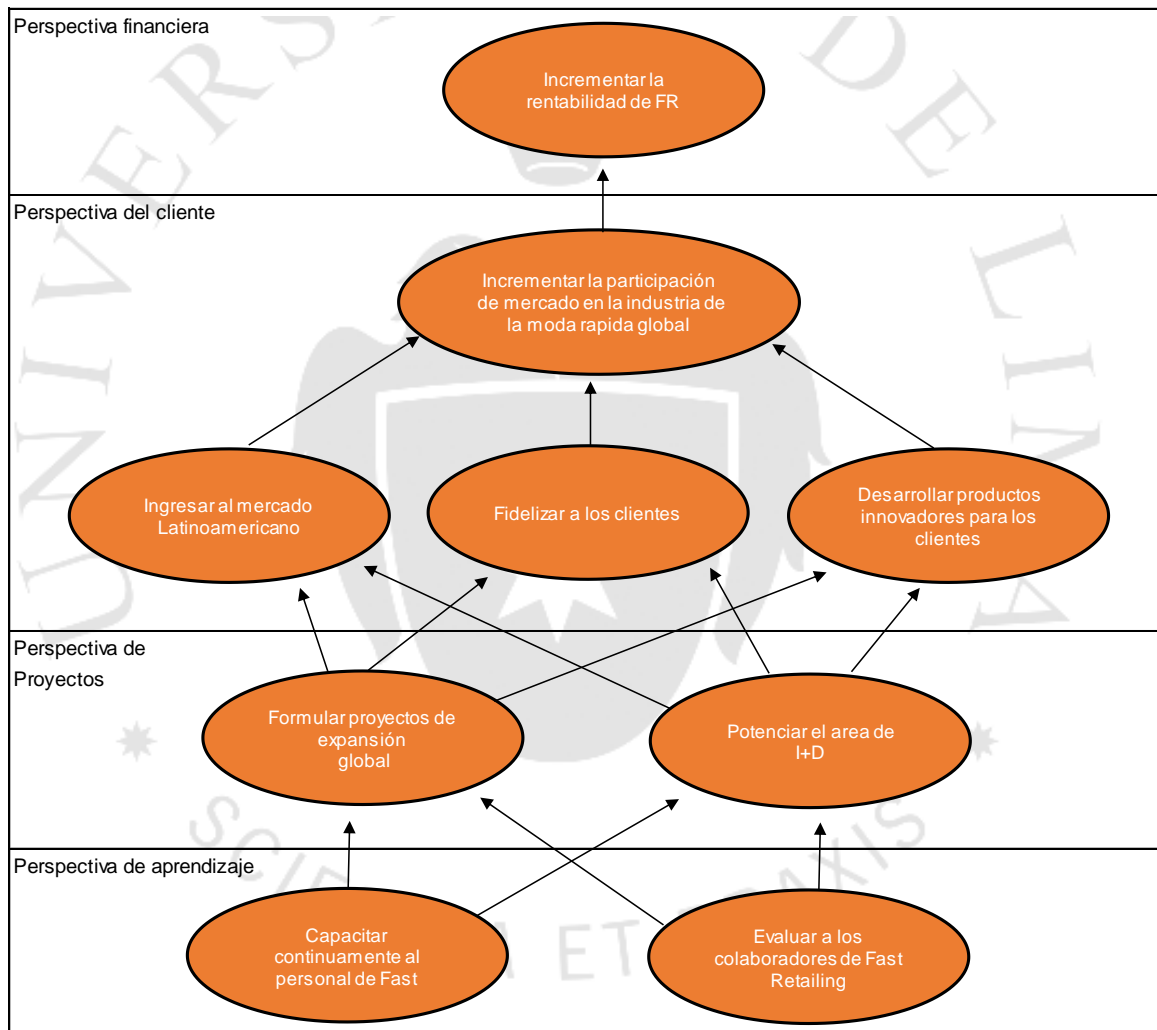 Perspectiva financiera
Incrementar la
rentabilidad de FR
Perspectiva del cliente
Incrementar la participación
de mercado en la industria de
la moda rapida global
Ingresar al mercado
Latinoamericano
Fidelizar a los clientes
Desarrollar productos
innovadores para los
clientes
Perspectiva de
Proyectos
Formular proyectos de
expansión
global
Potenciar el area de
I+D
Perspectiva de aprendizaje
Capacitar
continuamente al
personal de Fast
Evaluar a los
colaboradores de Fast
Retailing